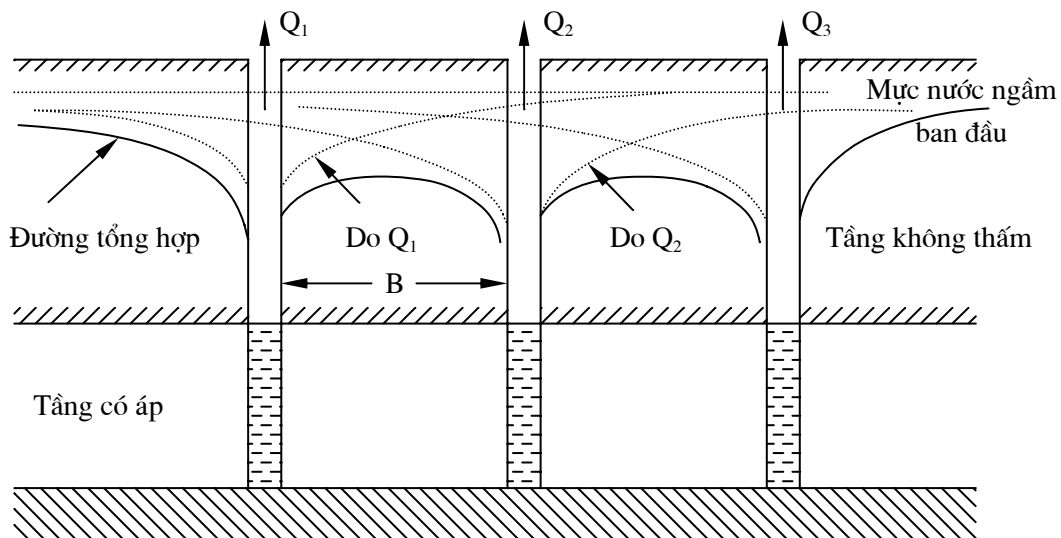 Q₁
Q₂
Q₃
Mực nước ngầm
ban đầu
Đường tổng hợp
Do Q₁
Do Q₂
Tầng không thấm
B
Tầng có áp